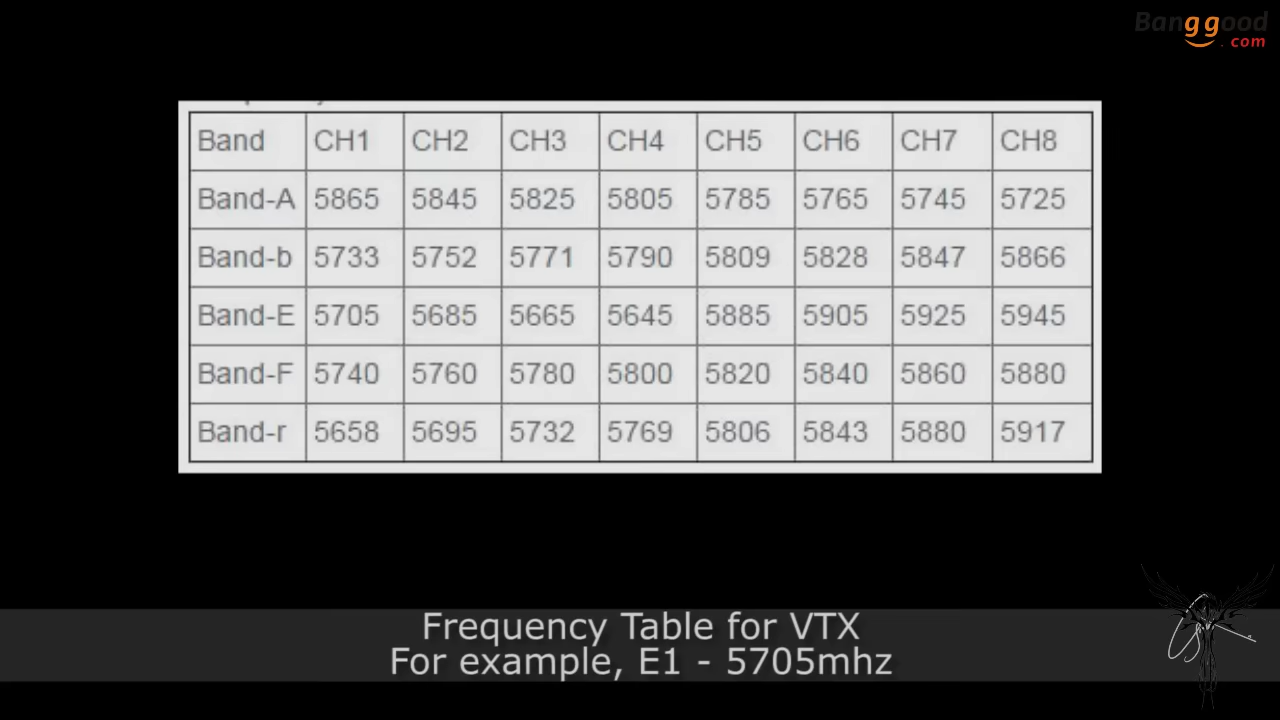 Banggood
.com
Band CH1 CH2 CH3 CH4 CH5 CH6 CH7 CH8
Band-A 5865 5845 5825 5805 5785 5765 5745 5725
Band-b 5733 5752 5771 5790 5809 5828 5847 5866
Band-E 5705 5685 5665 5645 5885 5905 5925 5945
Band-F 5740 5760 5780 5800 5820 5840 5860 5880
Band-r 5658 5695 5732 5769 5806 5843 5880 5917
Frequency Table for VTX
For example, E1 - 5705mhz